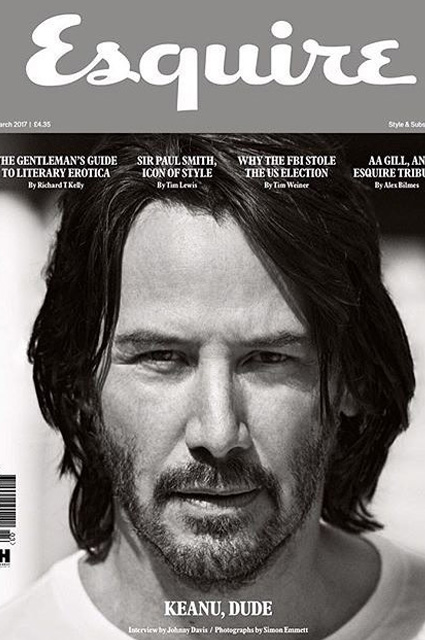 Esquire
arch 2017 | £4.35
Style & Subs
HE GENTLEMAN'S GUIDE
TO LITERARY EROTICA
By Richard T Kelly
SIR PAUL SMITH,
ICON OF STYLE
By Tim Lewis
WHY THE FBI STOLE
THE US ELECTION
By Tim Weiner
AA GILL, AN
ESQUIRE TRIBU
By Alex Bilmes
H
KEANU, DUDE
Interview by Johnny Davis / Photographs by Simon Emmett